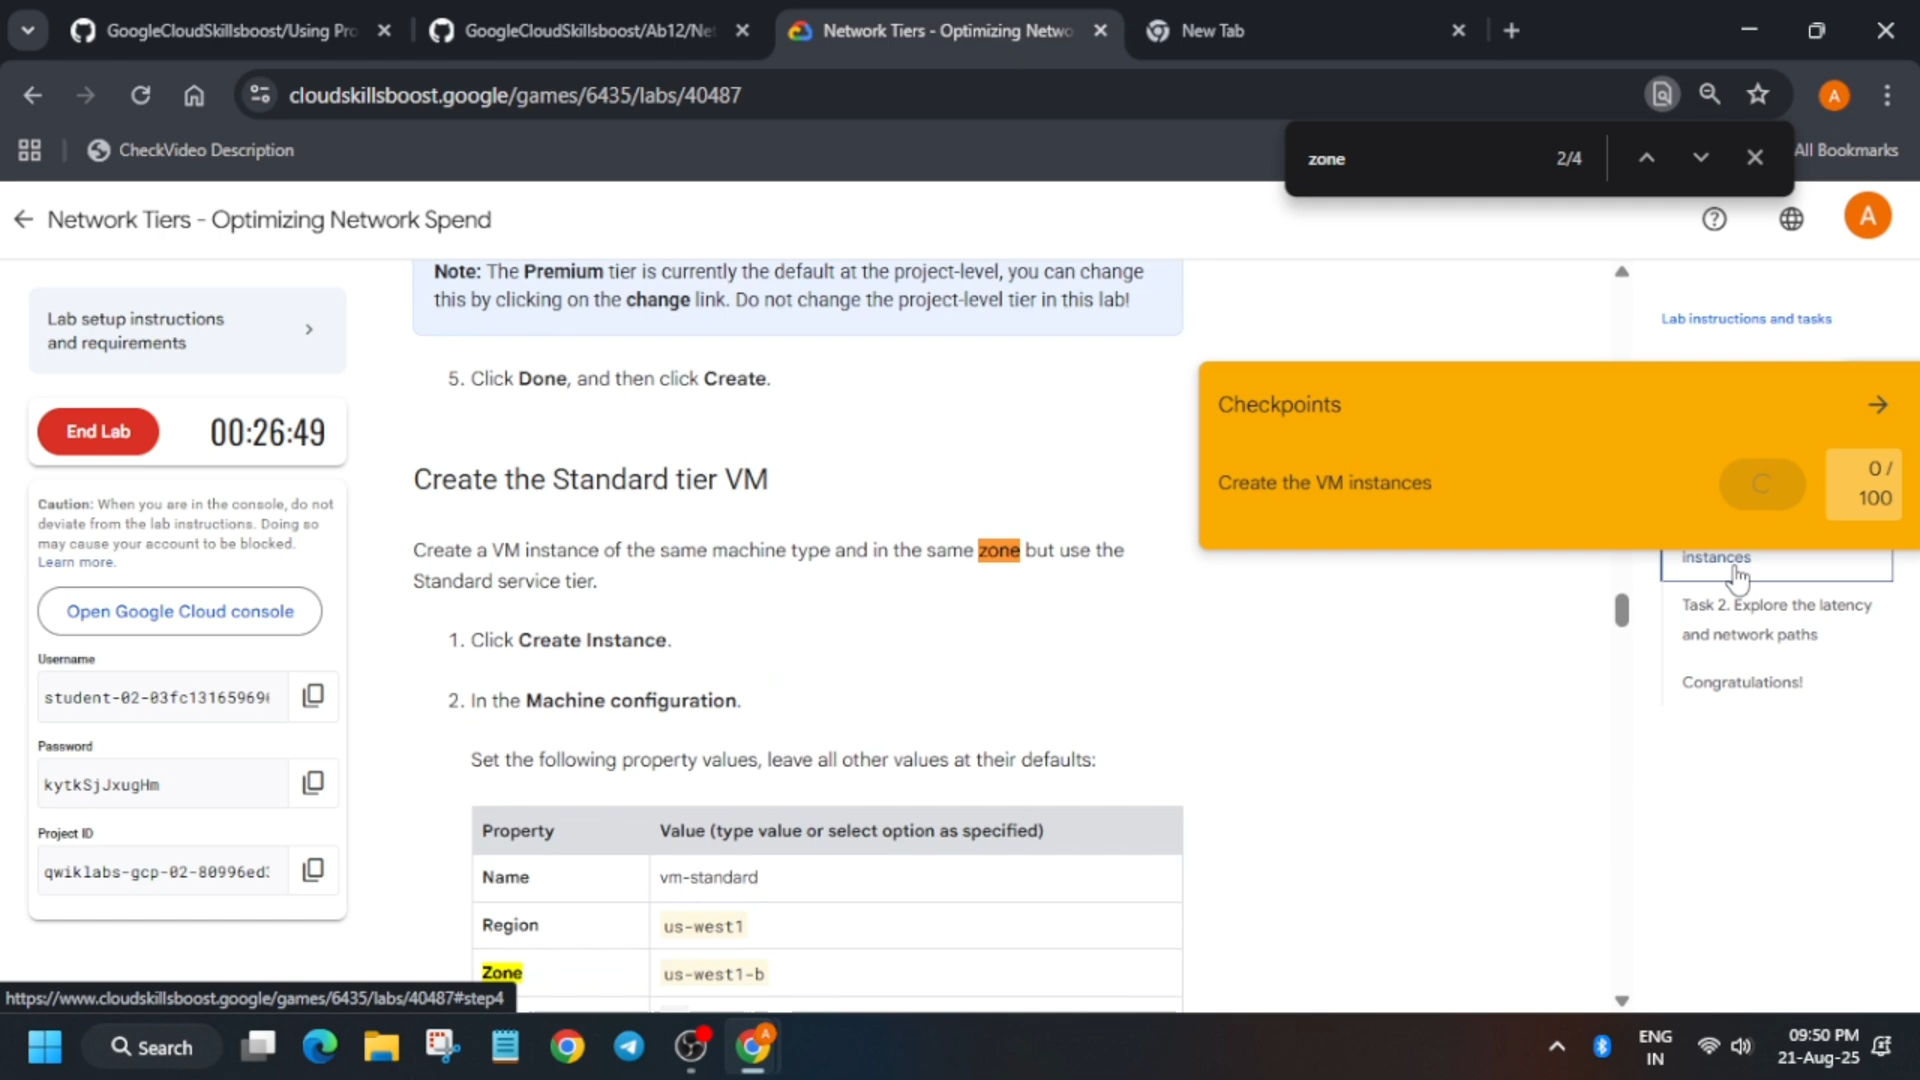 GoogleCloudSkillsboost/Using Pro
GoogleCloudSkillsboost/Ab12/Net
Network Tiers - Optimizing Netwo
New Tab
cloudskillsboost.google/games/6435/labs/40487
A
CheckVideo Description
All Bookmarks
zone
2/4
Network Tiers - Optimizing Network Spend
A
Lab setup instructions
and requirements
End Lab
00:26:49
Caution: When you are in the console, do not
deviate from the lab instructions. Doing so
may cause your account to be blocked.
Learn more.
Open Google Cloud console
Username
student-02-03fc13165969
Password
kytkSjJxugHm
Project ID
qwiklabs-gcp-02-80996ed
Note: The Premium tier is currently the default at the project-level, you can change
this by clicking on the change link. Do not change the project-level tier in this lab!
5. Click Done, and then click Create.
Create the Standard tier VM
Create a VM instance of the same machine type and in the same zone but use the
Standard service tier.
1. Click Create Instance.
2. In the Machine configuration.
Set the following property values, leave all other values at their defaults:
Property
Value (type value or select option as specified)
Name
vm-standard
Region
us-west1
Zone
us-west1-b
Lab instructions and tasks
Checkpoints
Create the VM instances
0 /
100
instances
Task 2. Explore the latency
and network paths
Congratulations!
https://www.cloudskillsboost.google/games/6435/labs/40487#step4
Search
A
ENG
IN
09:50 PM
21-Aug-25